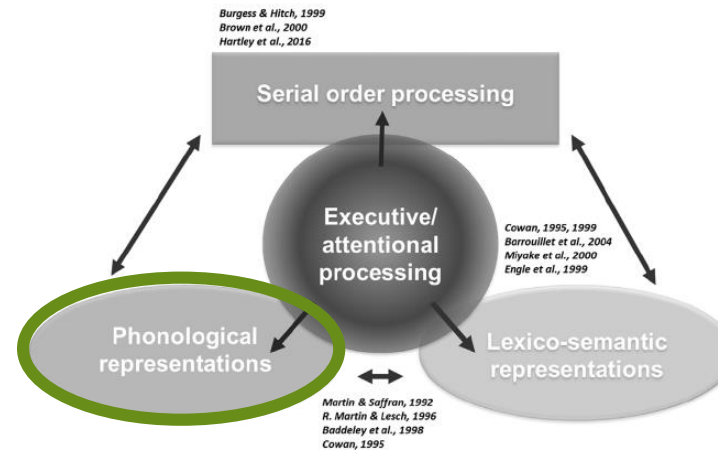 Burgess & Hitch, 1999
Brown et al., 2000
Hartley et al., 2016
Serial order processing
Executive/
attentional
processing
Cowan, 1995, 1999
Barrouillet et al., 2004
Miyake et al., 2000
Engle et al., 1999
Phonological
representations
Lexico-semantic
representations
Martin & Saffran, 1992
R. Martin & Lesch, 1996
Baddeley et al., 1998
Cowan, 1995